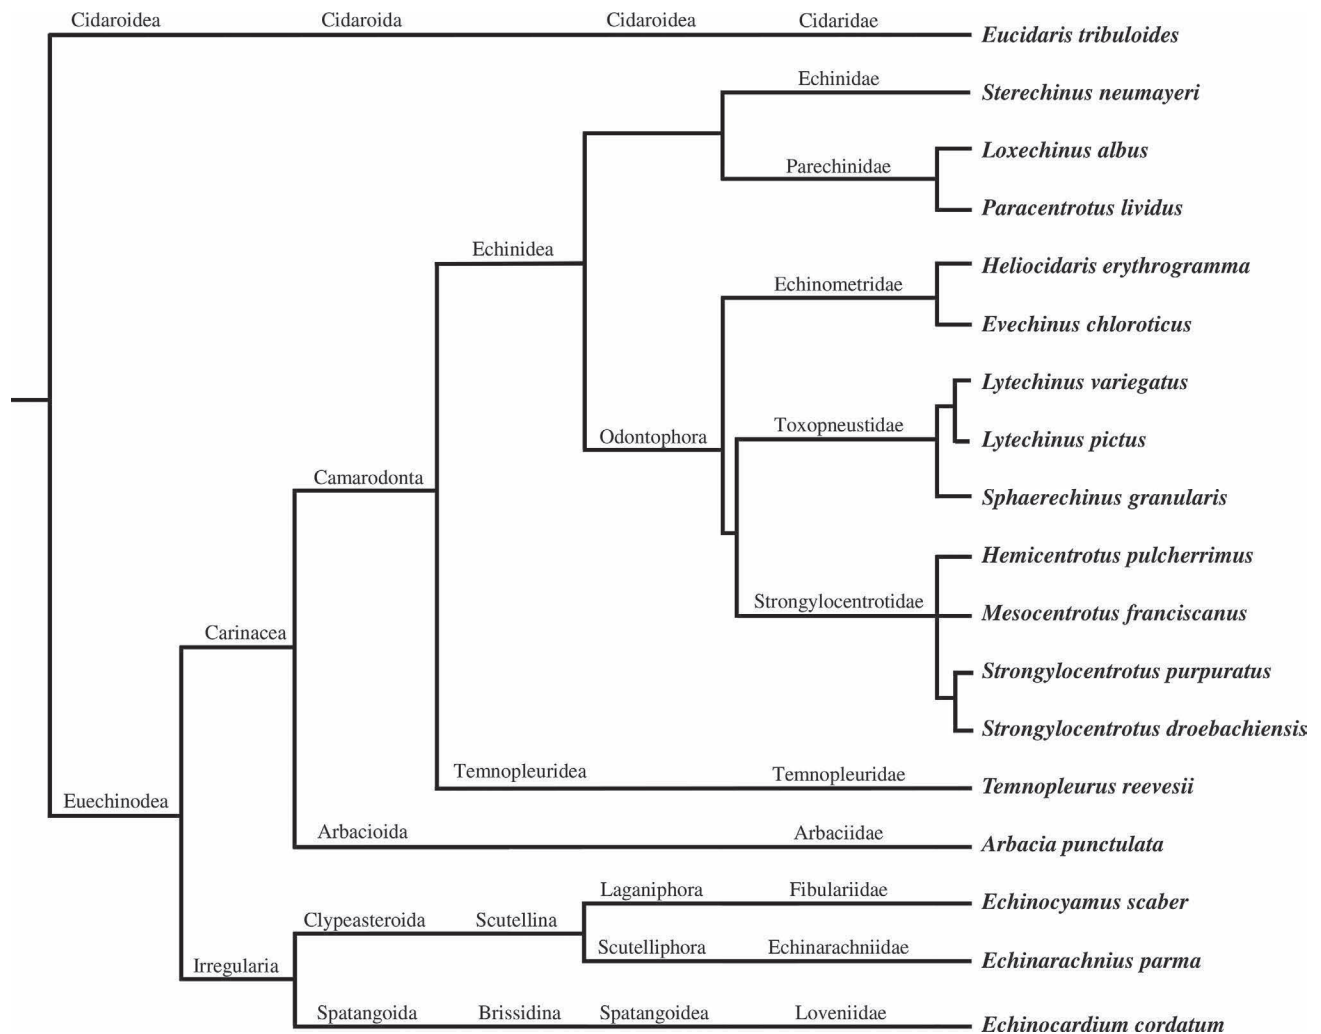 Cidaroidea Cidaroida Cidaroidea Cidaridae
Eucidaris tribuloides
Echinidae
Sterechinus neumayeri
Loxechinus albus
Parechinidae
Paracentrotus lividus
Echinidea
Heliocidaris erythrogramma
Echinometridae
Evechinus chloroticus
Lytechinus variegatus
Toxopneustidae
Odontophora
Lytechinus pictus
Camarodonta
Sphaerechinus granularis
Hemicentrotus pulcherrimus
Strongylocentrotidae
Mesocentrotus franciscanus
Carinacea
Strongylocentrotus purpuratus
Strongylocentrotus droebachiensis
Temnopleuridea Temnopleuridae
Temnopleurus reevesii
Euechinodea
Arbacioida Arbaciidae
Arbacia punctulata
Laganiphora Fibulariidae
Echinocyamus scaber
Clypeasteroida Scutellina
Scutelliphora Echinarachniidae
Echinarachnius parma
Irregularia
Spatangoida Brissidina Spatangoidea Loveniidae
Echinocardium cordatum